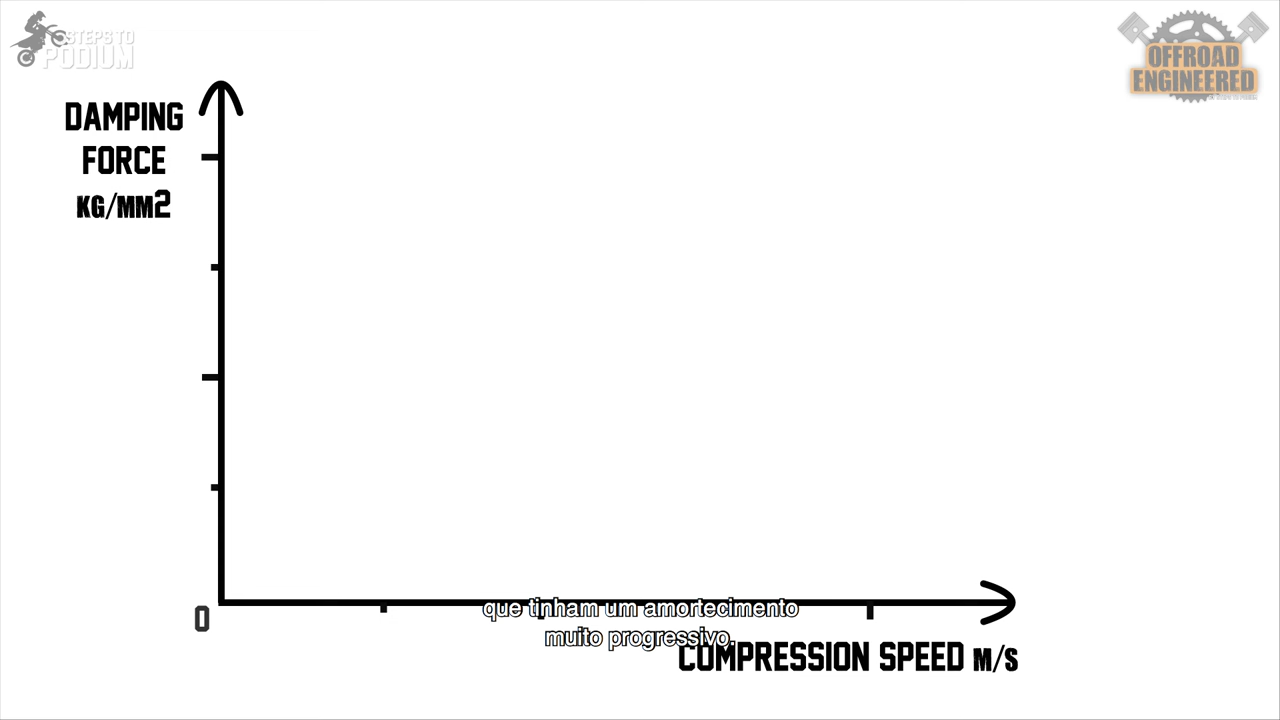 STEPS TO
PODIUM
OFFROAD
ENGINEERED
DAMPING
FORCE
KG/MM2
0
que tinham um amortecimento
muito progressivo.
COMPRESSION SPEED M/S